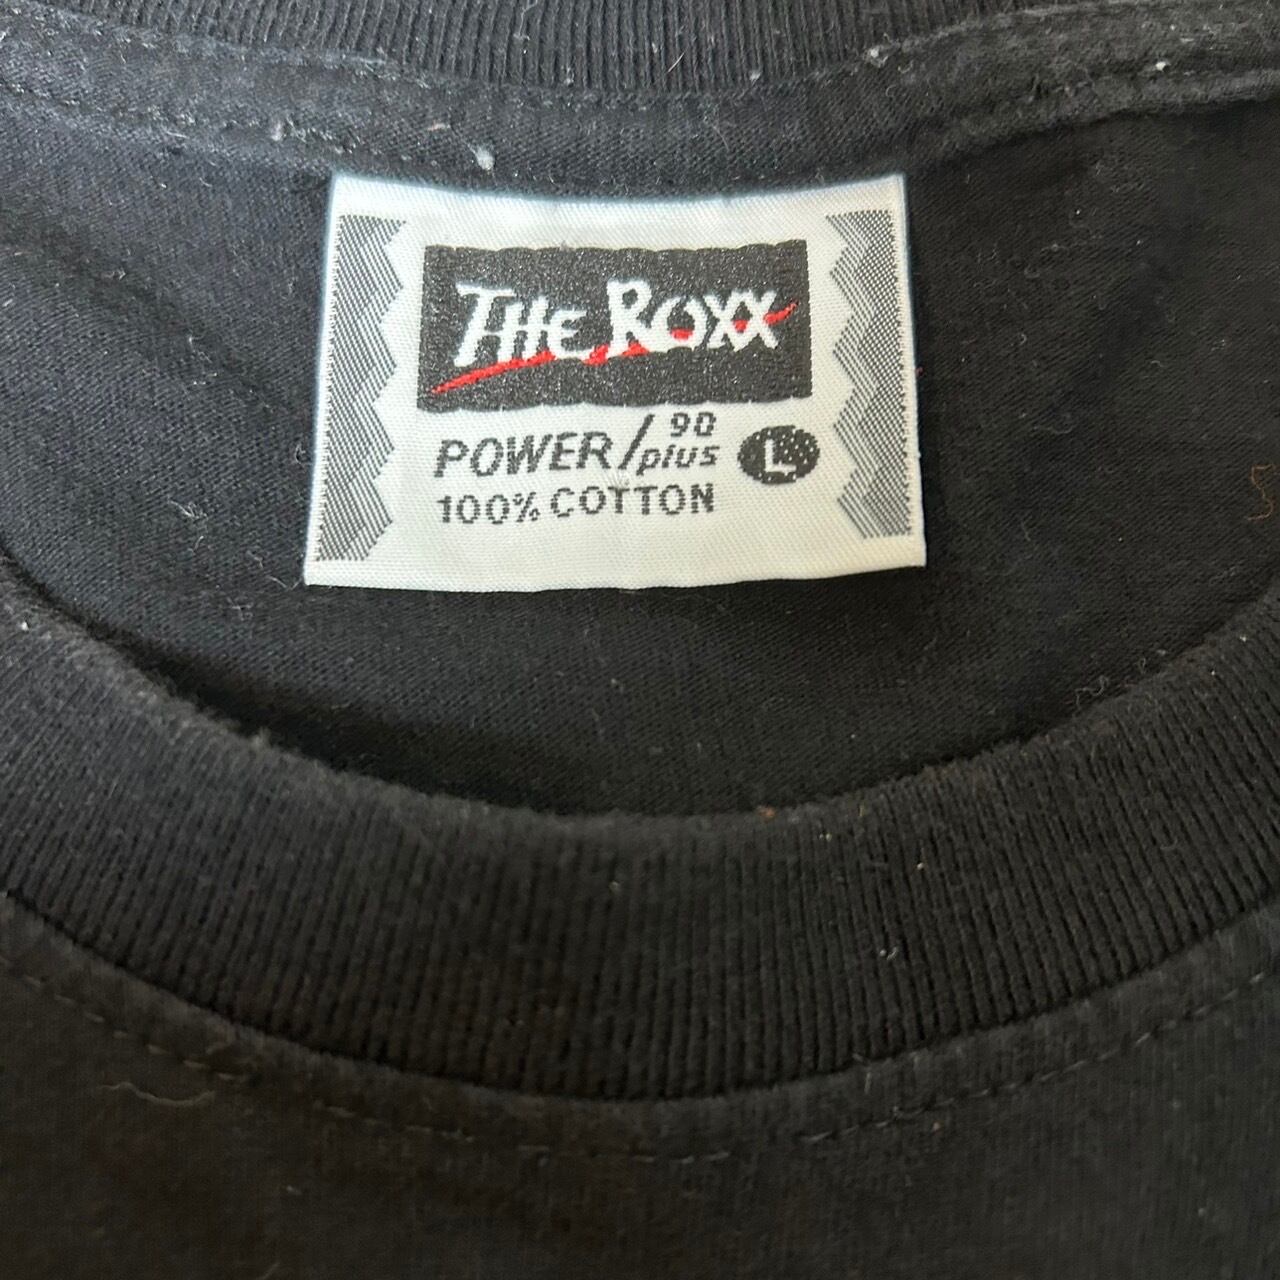 THE ROXX
POWER/90 plus
L
100% COTTON